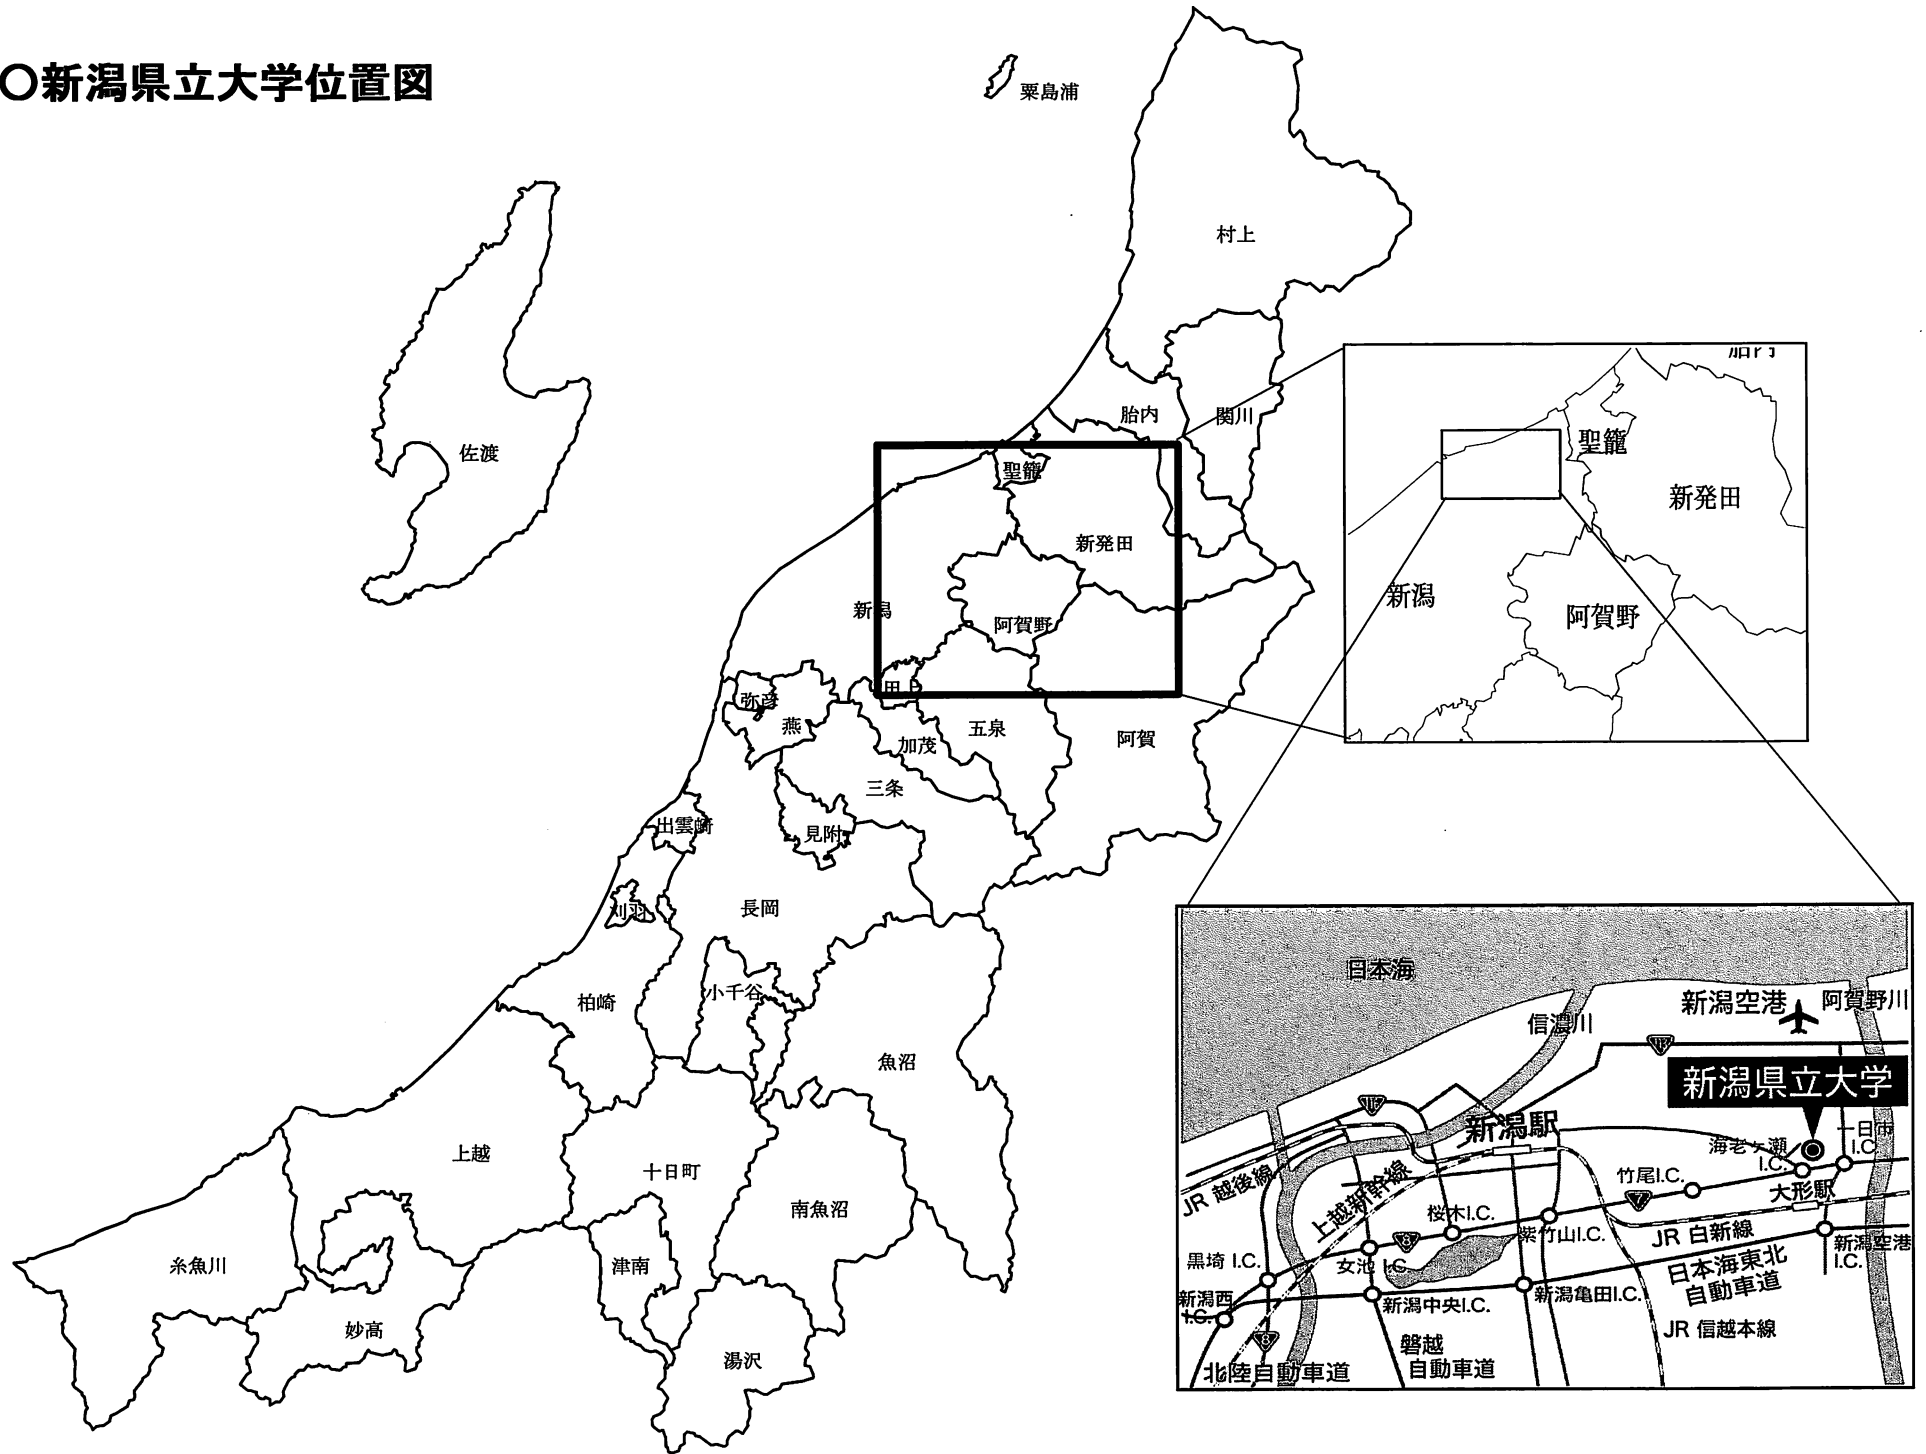 ○新潟県立大学位置図
粟島浦
村上
佐渡
胎内
関川
聖籠
新発田
新潟
阿賀野
田上
弥彦
燕
加茂
五泉
阿賀
三条
出雲崎
見附
刈羽
長岡
柏崎
小千谷
魚沼
上越
十日町
南魚沼
糸魚川
津南
妙高
湯沢
胎内
聖籠
新発田
新潟
阿賀野
日本海
新潟空港
阿賀野川
信濃川
113
新潟県立大学
新潟駅
海老ヶ瀬
I.C.
一日市
I.C
JR 越後線
上越新幹線
竹尾I.C.
7
大形駅
桜木I.C.
紫竹山I.C.
JR 白新線
新潟空港
I.C.
黒埼 I.C.
女池 I.C.
8
日本海東北
自動車道
新潟西
I.C.
新潟中央I.C.
新潟亀田I.C.
8
北陸自動車道
磐越
自動車道
JR 信越本線